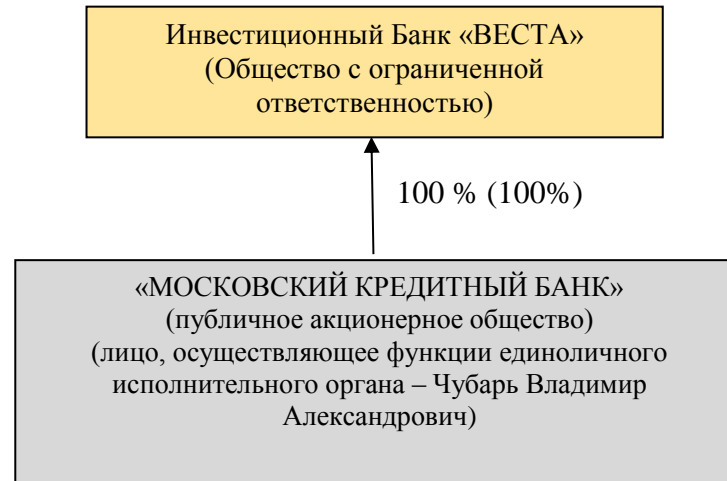 Инвестиционный Банк «ВЕСТА»
(Общество с ограниченной
ответственностью)
100 % (100%)
«МОСКОВСКИЙ КРЕДИТНЫЙ БАНК»
(публичное акционерное общество)
(лицо, осуществляющее функции единоличного
исполнительного органа – Чубарь Владимир
Александрович)